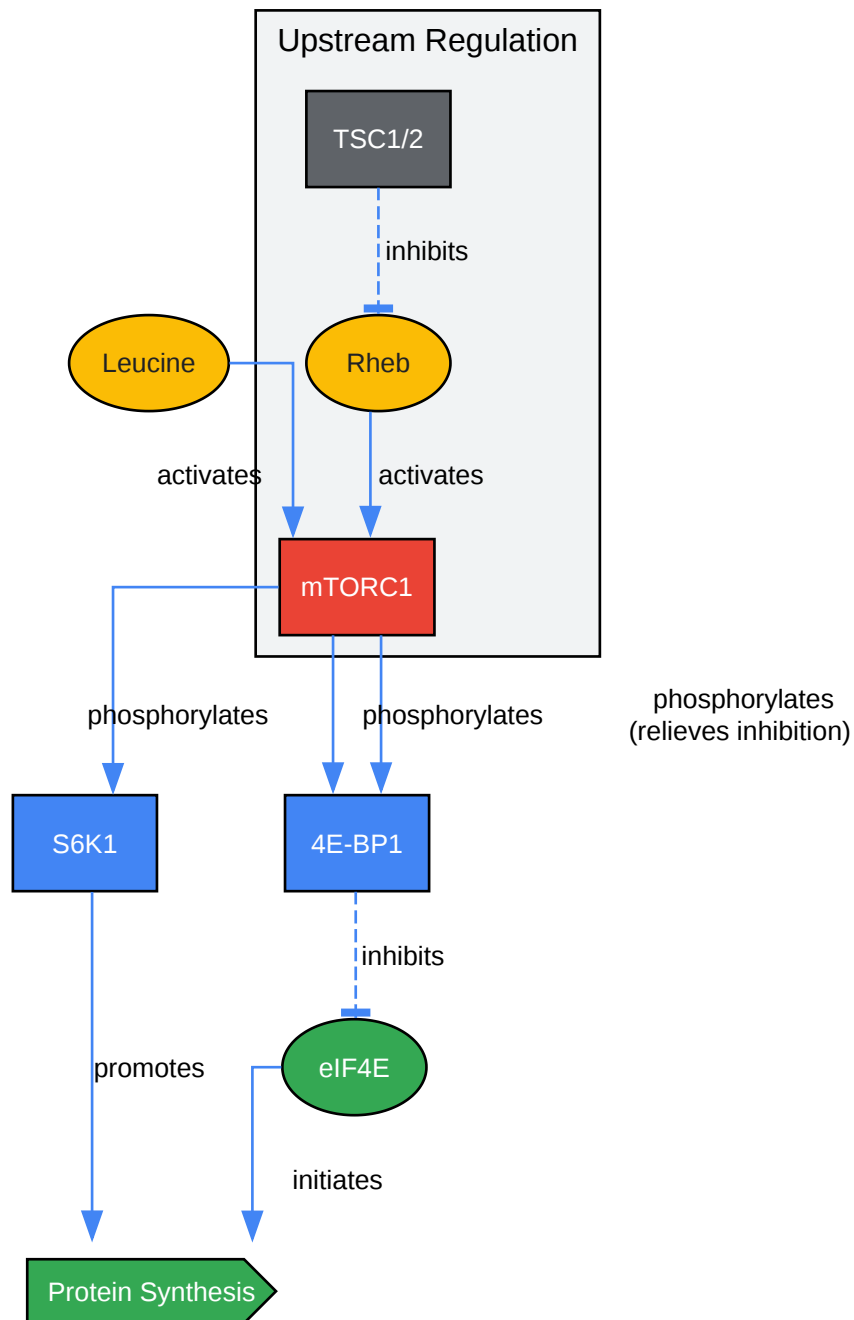 Upstream Regulation
TSC1/2
inhibits
Leucine
Rheb
activates
activates
mTORC1
phosphorylates
phosphorylates
phosphorylates
(relieves inhibition)
S6K1
4E-BP1
inhibits
promotes
eIF4E
initiates
Protein Synthesis